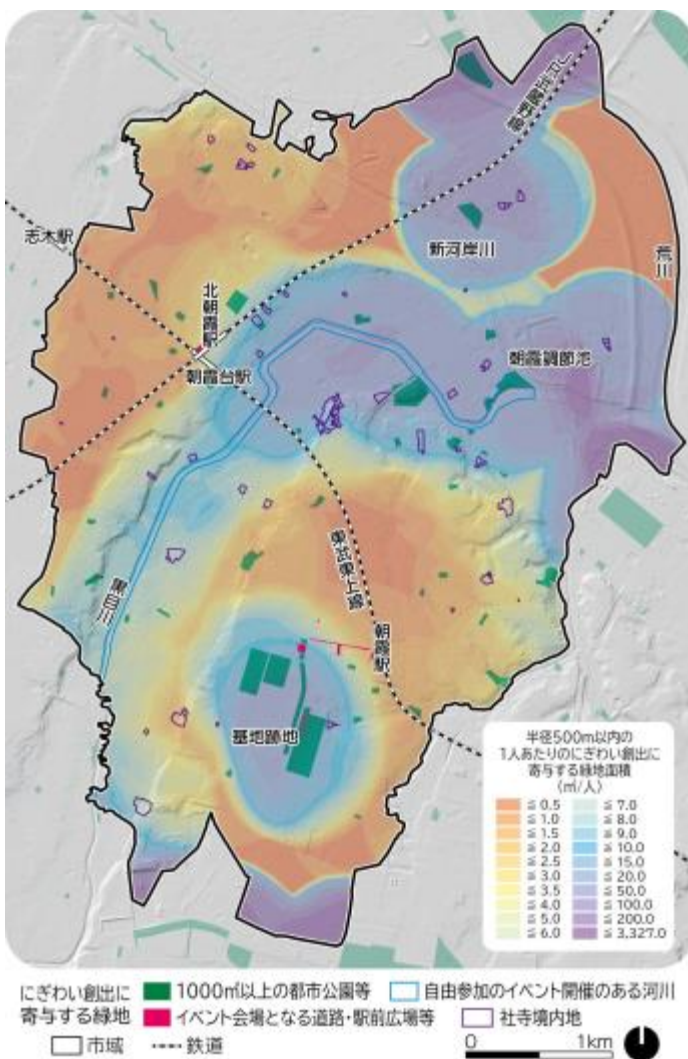 JR武蔵野線
志木駅
新河岸川
荒川
北朝霞駅
朝霞台駅
朝霞調節池
黒目川
東武東上線
朝霞駅
基地跡地
半径500m以内の
1人あたりのにぎわい創出に
寄与する緑地面積
(㎡/人)
≦0.5 ≦7.0
≦1.0 ≦8.0
≦1.5 ≦9.0
≦2.0 ≦10.0
≦2.5 ≦15.0
≦3.0 ≦20.0
≦3.5 ≦50.0
≦4.0 ≦100.0
≦5.0 ≦200.0
≦6.0 ≦3,327.0
にぎわい創出に 1000㎡以上の都市公園等 自由参加のイベント開催のある河川
寄与する緑地 イベント会場となる道路・駅前広場等 社寺境内地
市域 鉄道 0 1km